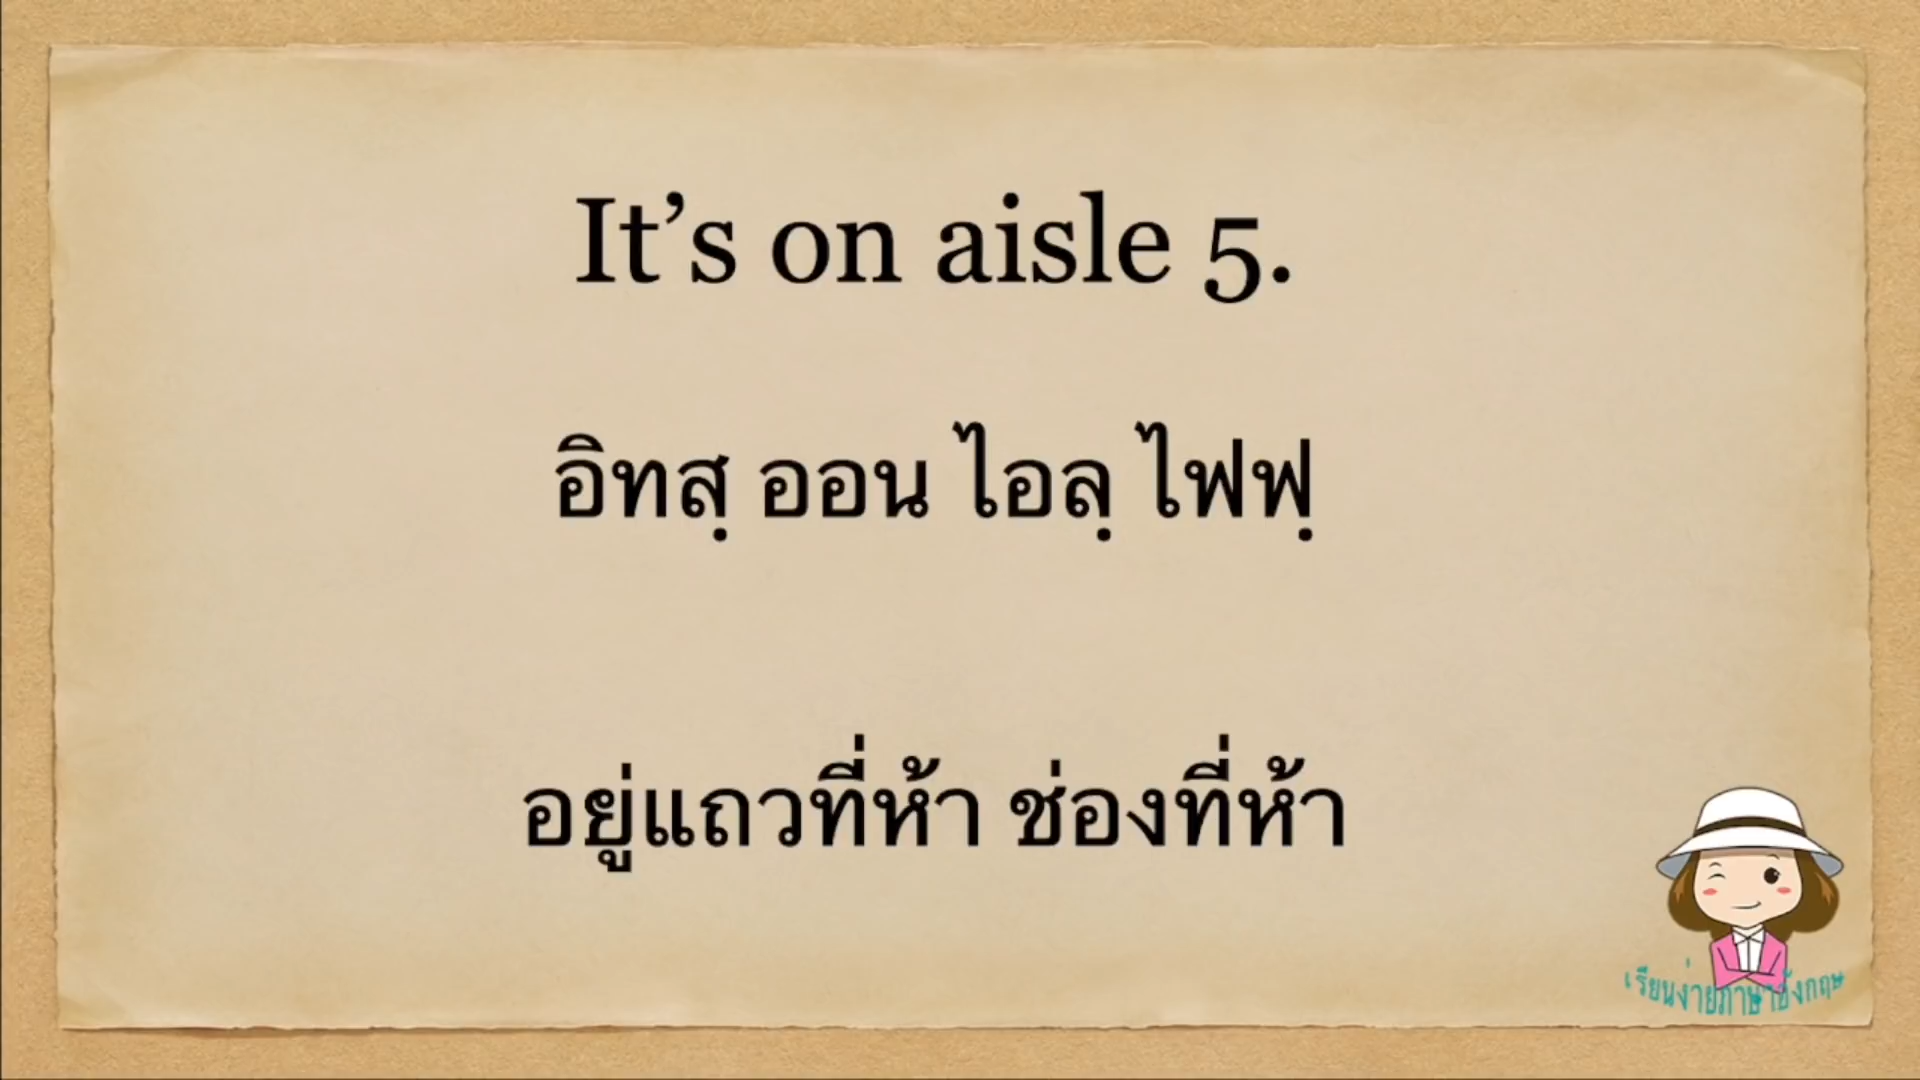 It’s on aisle 5.
อิทสฺ ออน ไอลฺ ไฟฟฺ
อยู่แถวที่ห้า ช่องที่ห้า
เรียนง่ายภาษาอังกฤษ